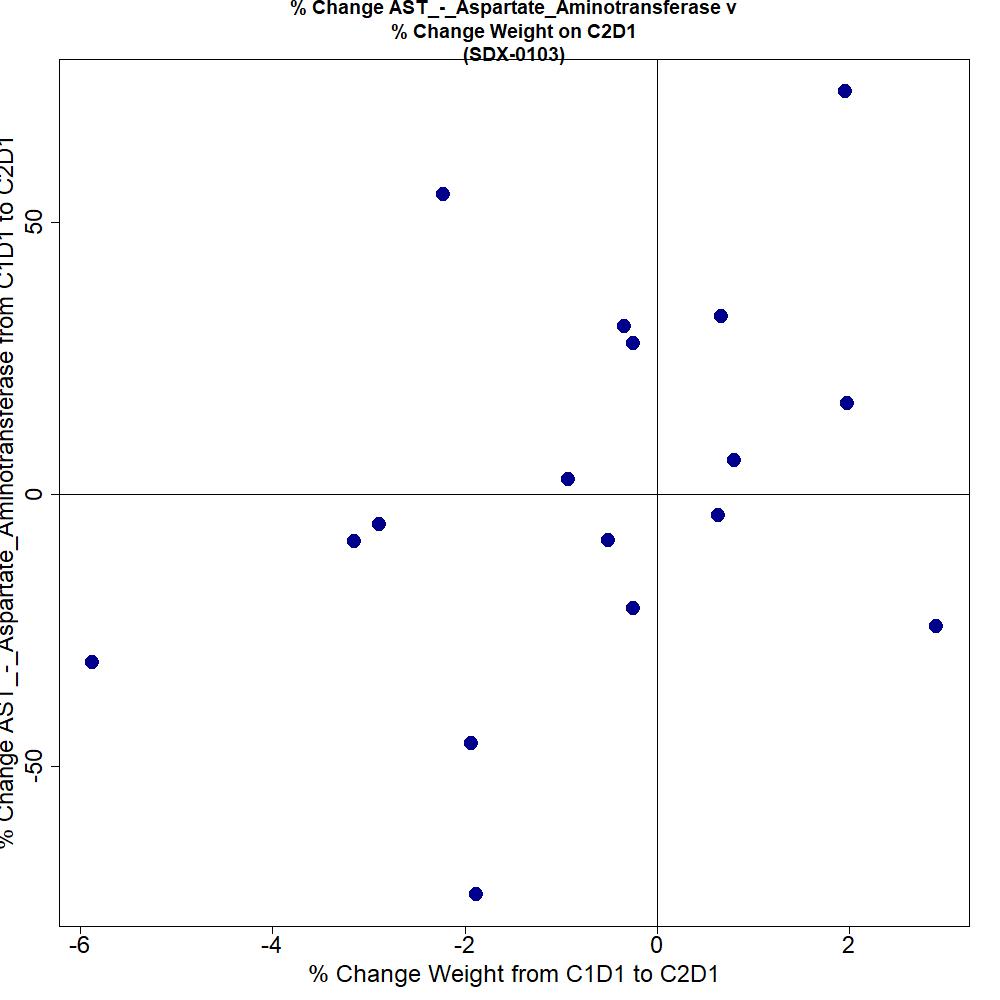 % Change AST_-_Aspartate_Aminotransferase v
% Change Weight on C2D1
(SDX-0103)
% Change AST_-_Aspartate_Aminotransferase from C1D1 to C2D1
50
0
-50
-6 -4 -2 0 2
% Change Weight from C1D1 to C2D1